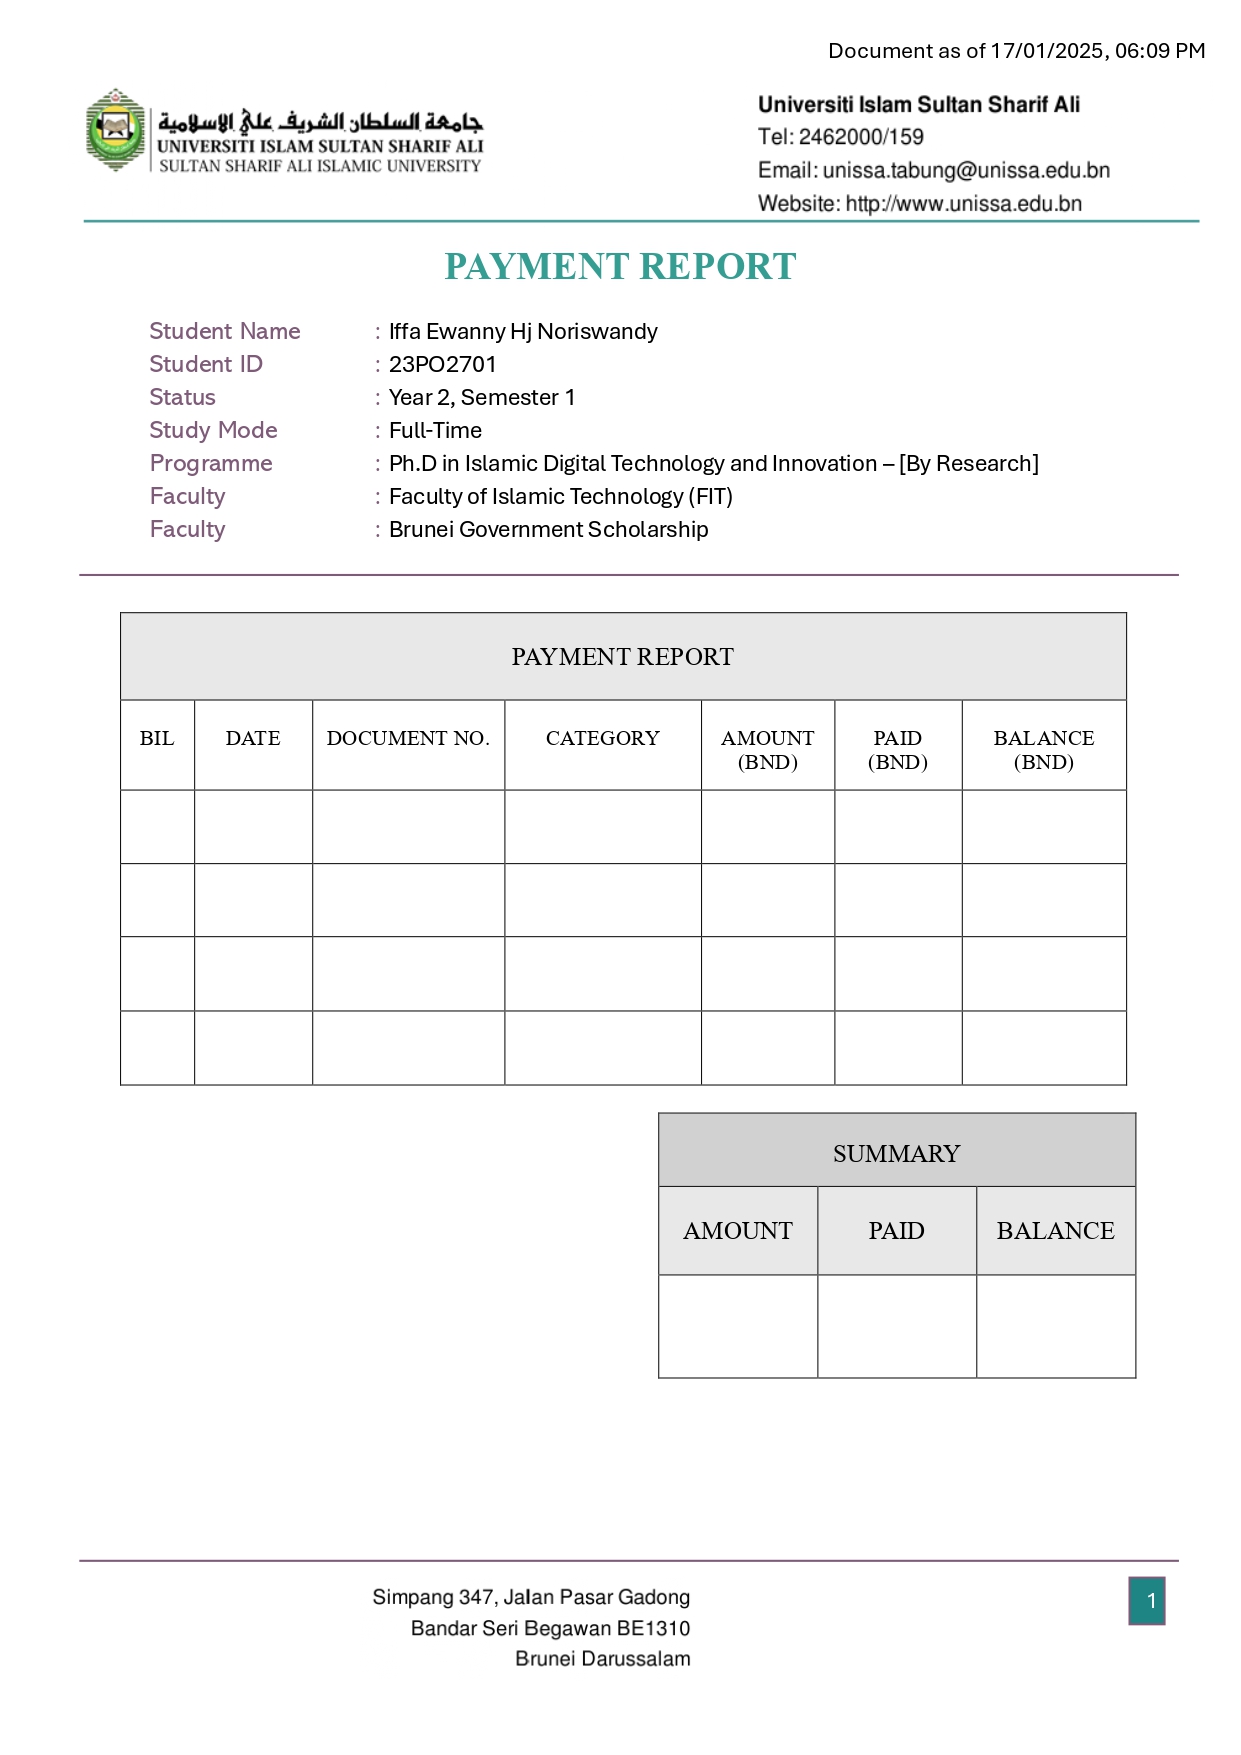 Document as of 17/01/2025, 06:09 PM
جامعة السلطان الشريف علي الإسلامية
UNIVERSITI ISLAM SULTAN SHARIF ALI
SULTAN SHARIF ALI ISLAMIC UNIVERSITY
Universiti Islam Sultan Sharif Ali
Tel: 2462000/159
Email: unissa.tabung@unissa.edu.bn
Website: http://www.unissa.edu.bn
PAYMENT REPORT
Student Name : Iffa Ewanny Hj Noriswandy
Student ID : 23PO2701
Status : Year 2, Semester 1
Study Mode : Full-Time
Programme : Ph.D in Islamic Digital Technology and Innovation – [By Research]
Faculty : Faculty of Islamic Technology (FIT)
Faculty : Brunei Government Scholarship
PAYMENT REPORT
BIL DATE DOCUMENT NO. CATEGORY AMOUNT (BND) PAID (BND) BALANCE (BND)
SUMMARY
AMOUNT PAID BALANCE
Simpang 347, Jalan Pasar Gadong
Bandar Seri Begawan BE1310
Brunei Darussalam
1